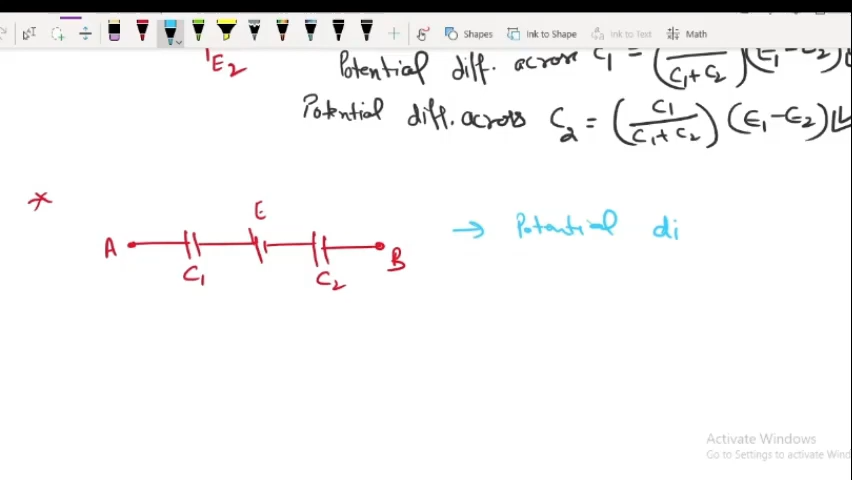 Shapes Ink to Shape Ink to Text Math
E₂ Potential diff. across C₁ = (/C₁+C₂)(E₁-E₂)
Potential diff. across C₂ = (C₁/C₁+C₂)(E₁-E₂)
*
E
A B
C₁ C₂
→ Potential di
Activate Windows
Go to Settings to activate Wind